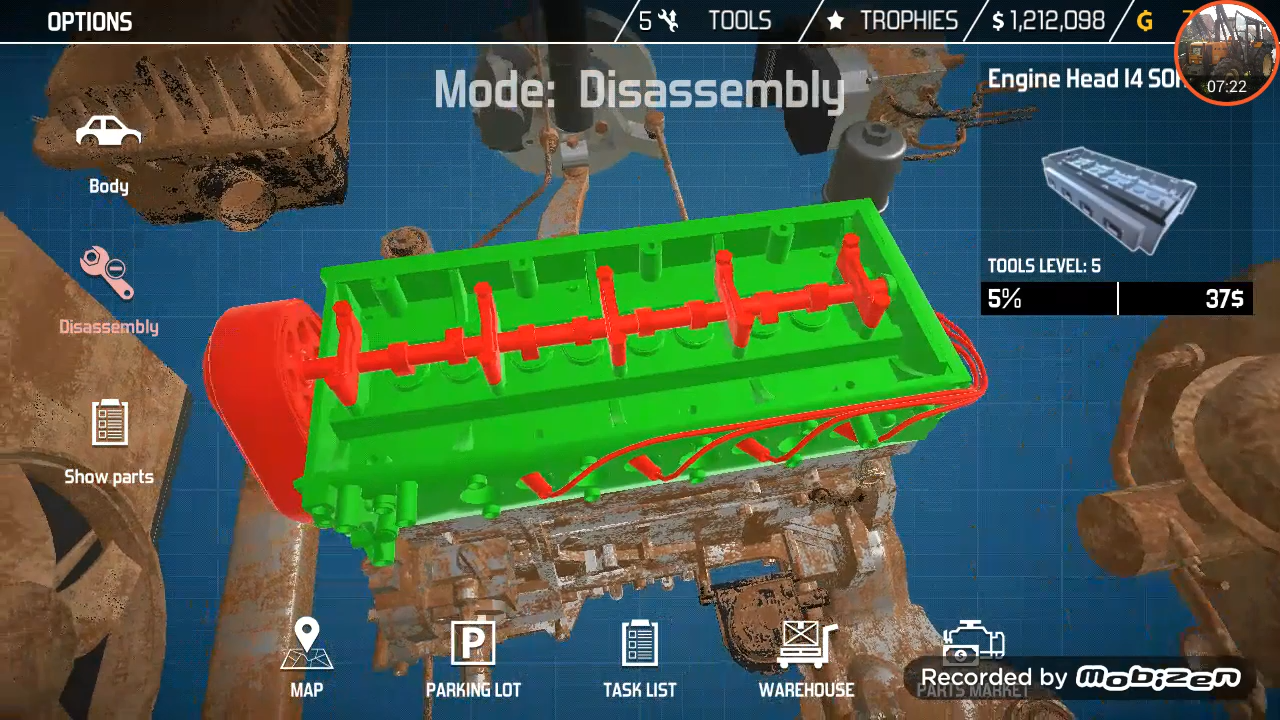 OPTIONS
5 TOOLS
TROPHIES
$ 1,212,098
G
07:22
Mode: Disassembly
Engine Head I4
Body
TOOLS LEVEL: 5
5%
37$
Disassembly
Show parts
MAP
PARKING LOT
TASK LIST
WAREHOUSE
PARTS MARKET
Recorded by Mobizen